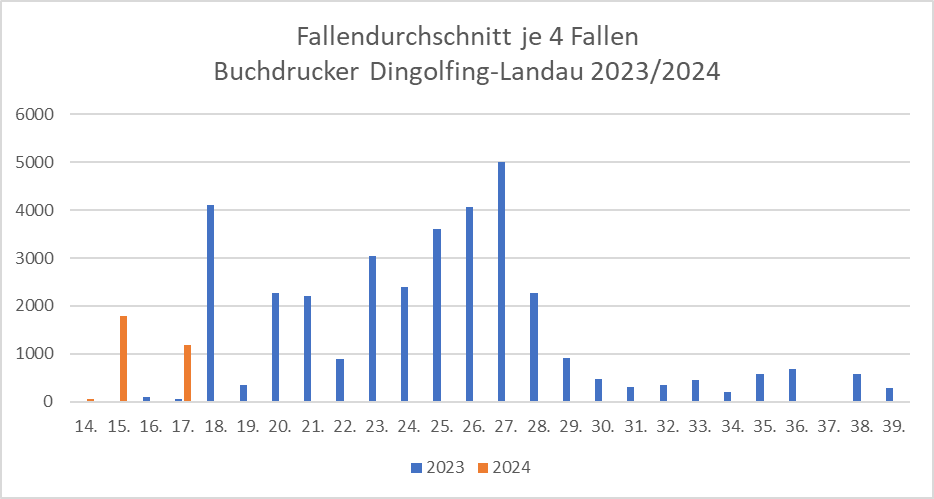 Fallendurchschnitt je 4 Fallen
Buchdrucker Dingolfing-Landau 2023/2024
6000
5000
4000
3000
2000
1000
0
14. 15. 16. 17. 18. 19. 20. 21. 22. 23. 24. 25. 26. 27. 28. 29. 30. 31. 32. 33. 34. 35. 36. 37. 38. 39.
2023 2024